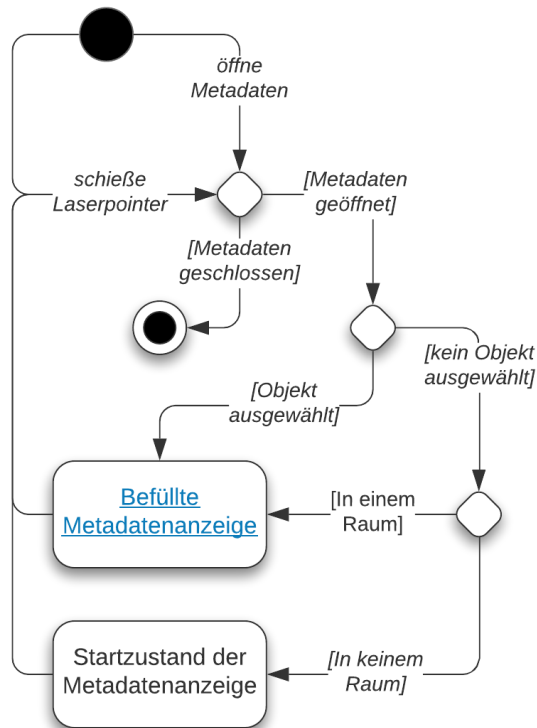 öffne
Metadaten
schieße
Laserpointer
[Metadaten
geöffnet]
[Metadaten
geschlossen]
[kein Objekt
ausgewählt]
[Objekt
ausgewählt]
Befüllte
Metadatenanzeige
[In einem
Raum]
Startzustand der
Metadatenanzeige
[In keinem
Raum]